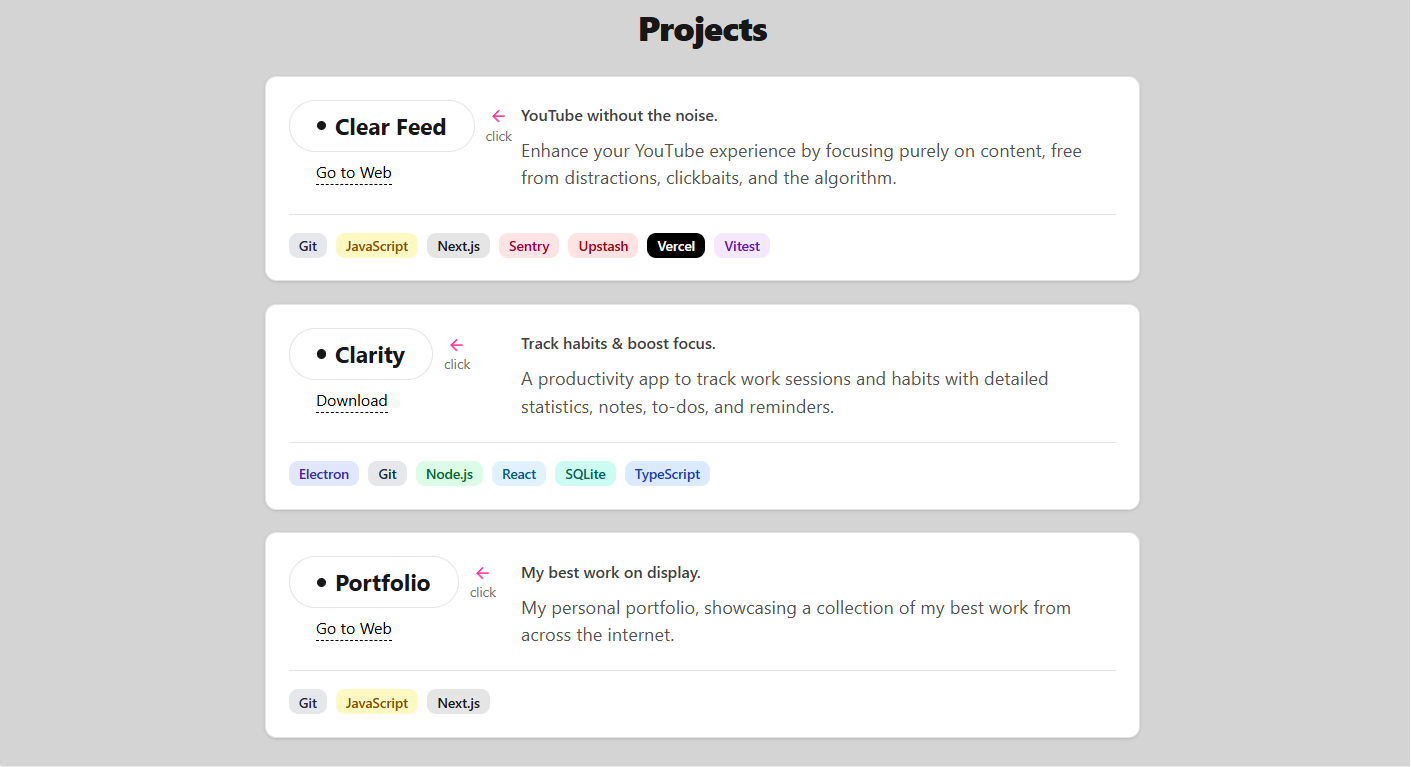 Projects
• Clear Feed
click
Go to Web
YouTube without the noise.
Enhance your YouTube experience by focusing purely on content, free
from distractions, clickbaits, and the algorithm.
Git JavaScript Next.js Sentry Upstash Vercel Vitest
• Clarity
click
Download
Track habits & boost focus.
A productivity app to track work sessions and habits with detailed
statistics, notes, to-dos, and reminders.
Electron Git Node.js React SQLite TypeScript
• Portfolio
click
Go to Web
My best work on display.
My personal portfolio, showcasing a collection of my best work from
across the internet.
Git JavaScript Next.js